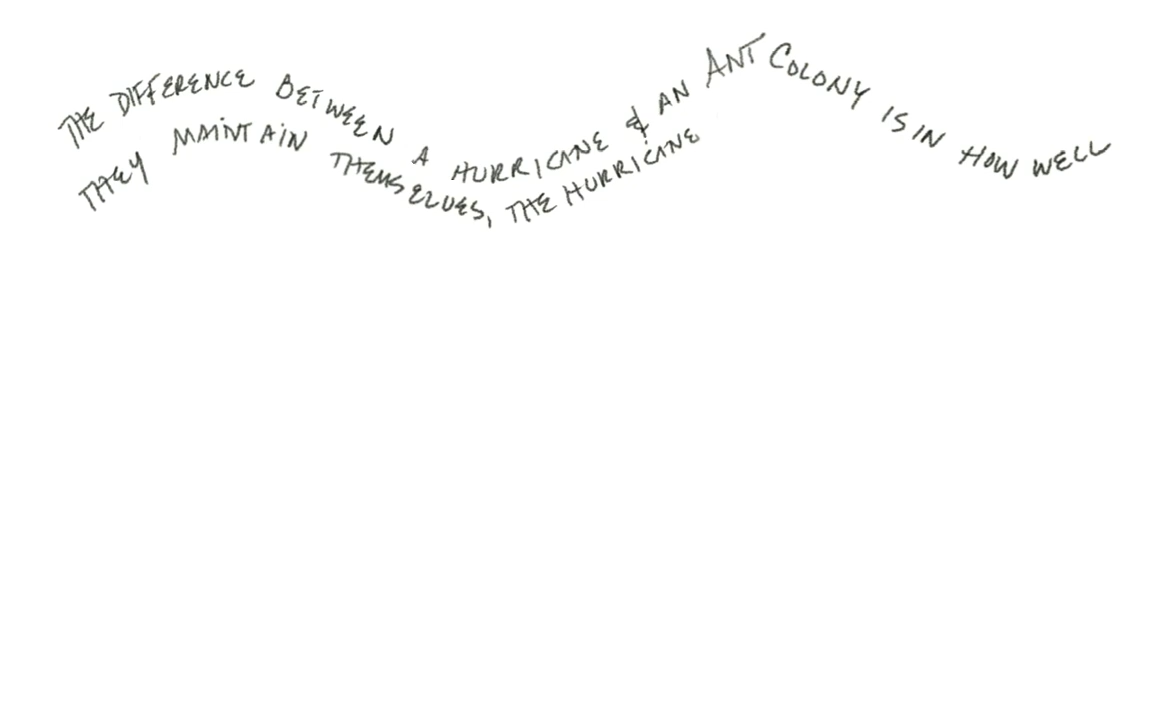 THE DIFFERENCE BETWEEN A HURRICANE & AN ANT COLONY IS IN HOW WELL
THEY MAINTAIN THEMSELVES, THE HURRICANE